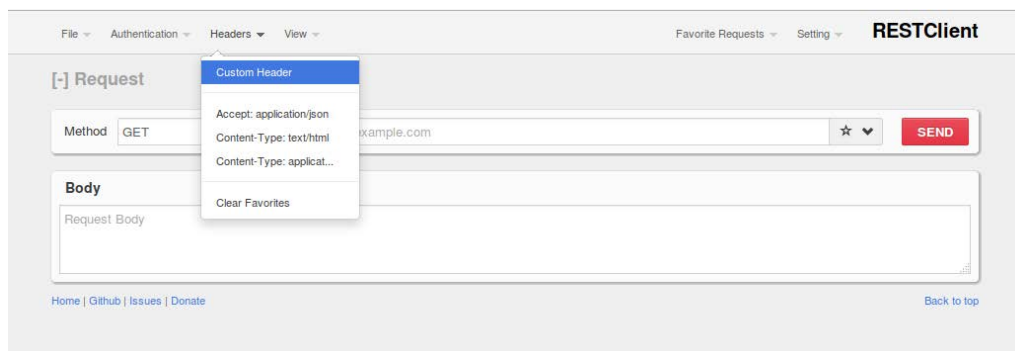 File Authentication Headers View Favorite Requests Setting RESTClient
[-] Request
Custom Header
Accept: application/json
Content-Type: text/html
Content-Type: applicat...
Clear Favorites
Method GET xample.com SEND
Body
Request Body
Home | Github | Issues | Donate Back to top